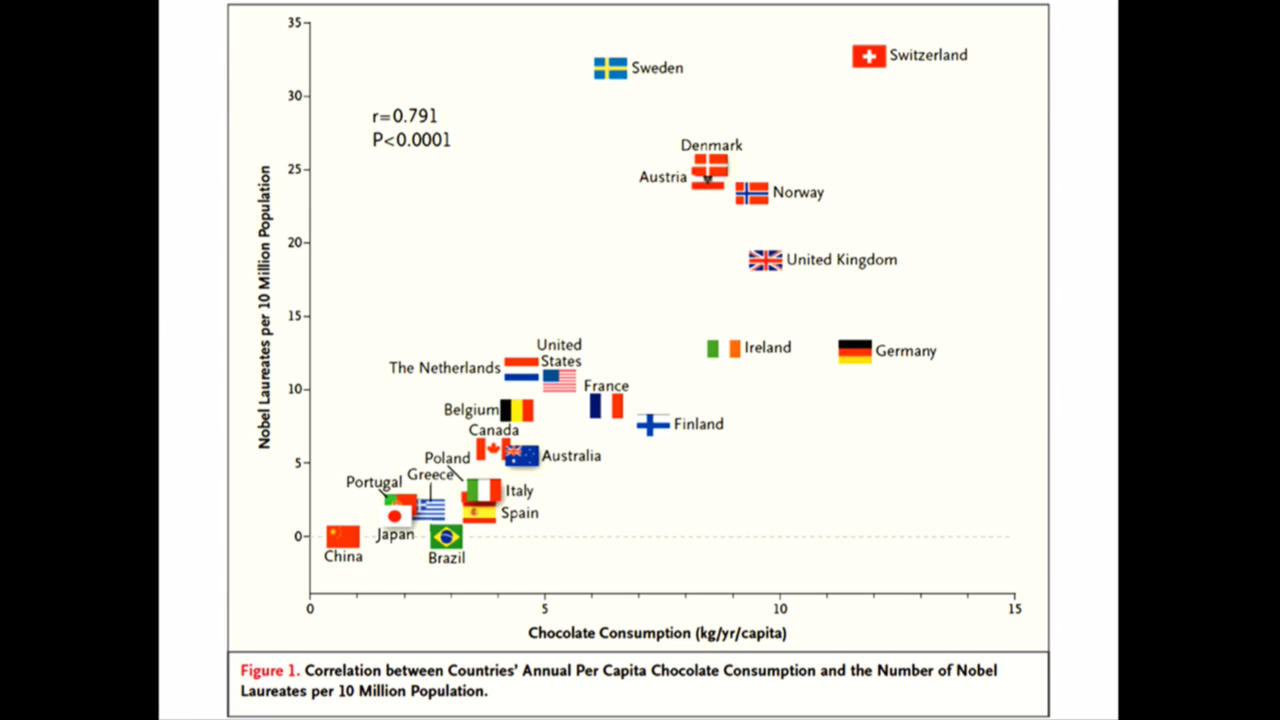 35
Switzerland
Sweden
30
r=0.791
P<0.0001
Denmark
25
Austria
Norway
20
United Kingdom
15
United
States
Ireland
Germany
The Netherlands
10
France
Belgium
Finland
Canada
Australia
Poland
5
Greece
Portugal
Italy
Spain
Japan
0
China
Brazil
Nobel Laureates per 10 Million Population
0
5
10
15
Chocolate Consumption (kg/yr/capita)
Figure 1. Correlation between Countries' Annual Per Capita Chocolate Consumption and the Number of Nobel
Laureates per 10 Million Population.